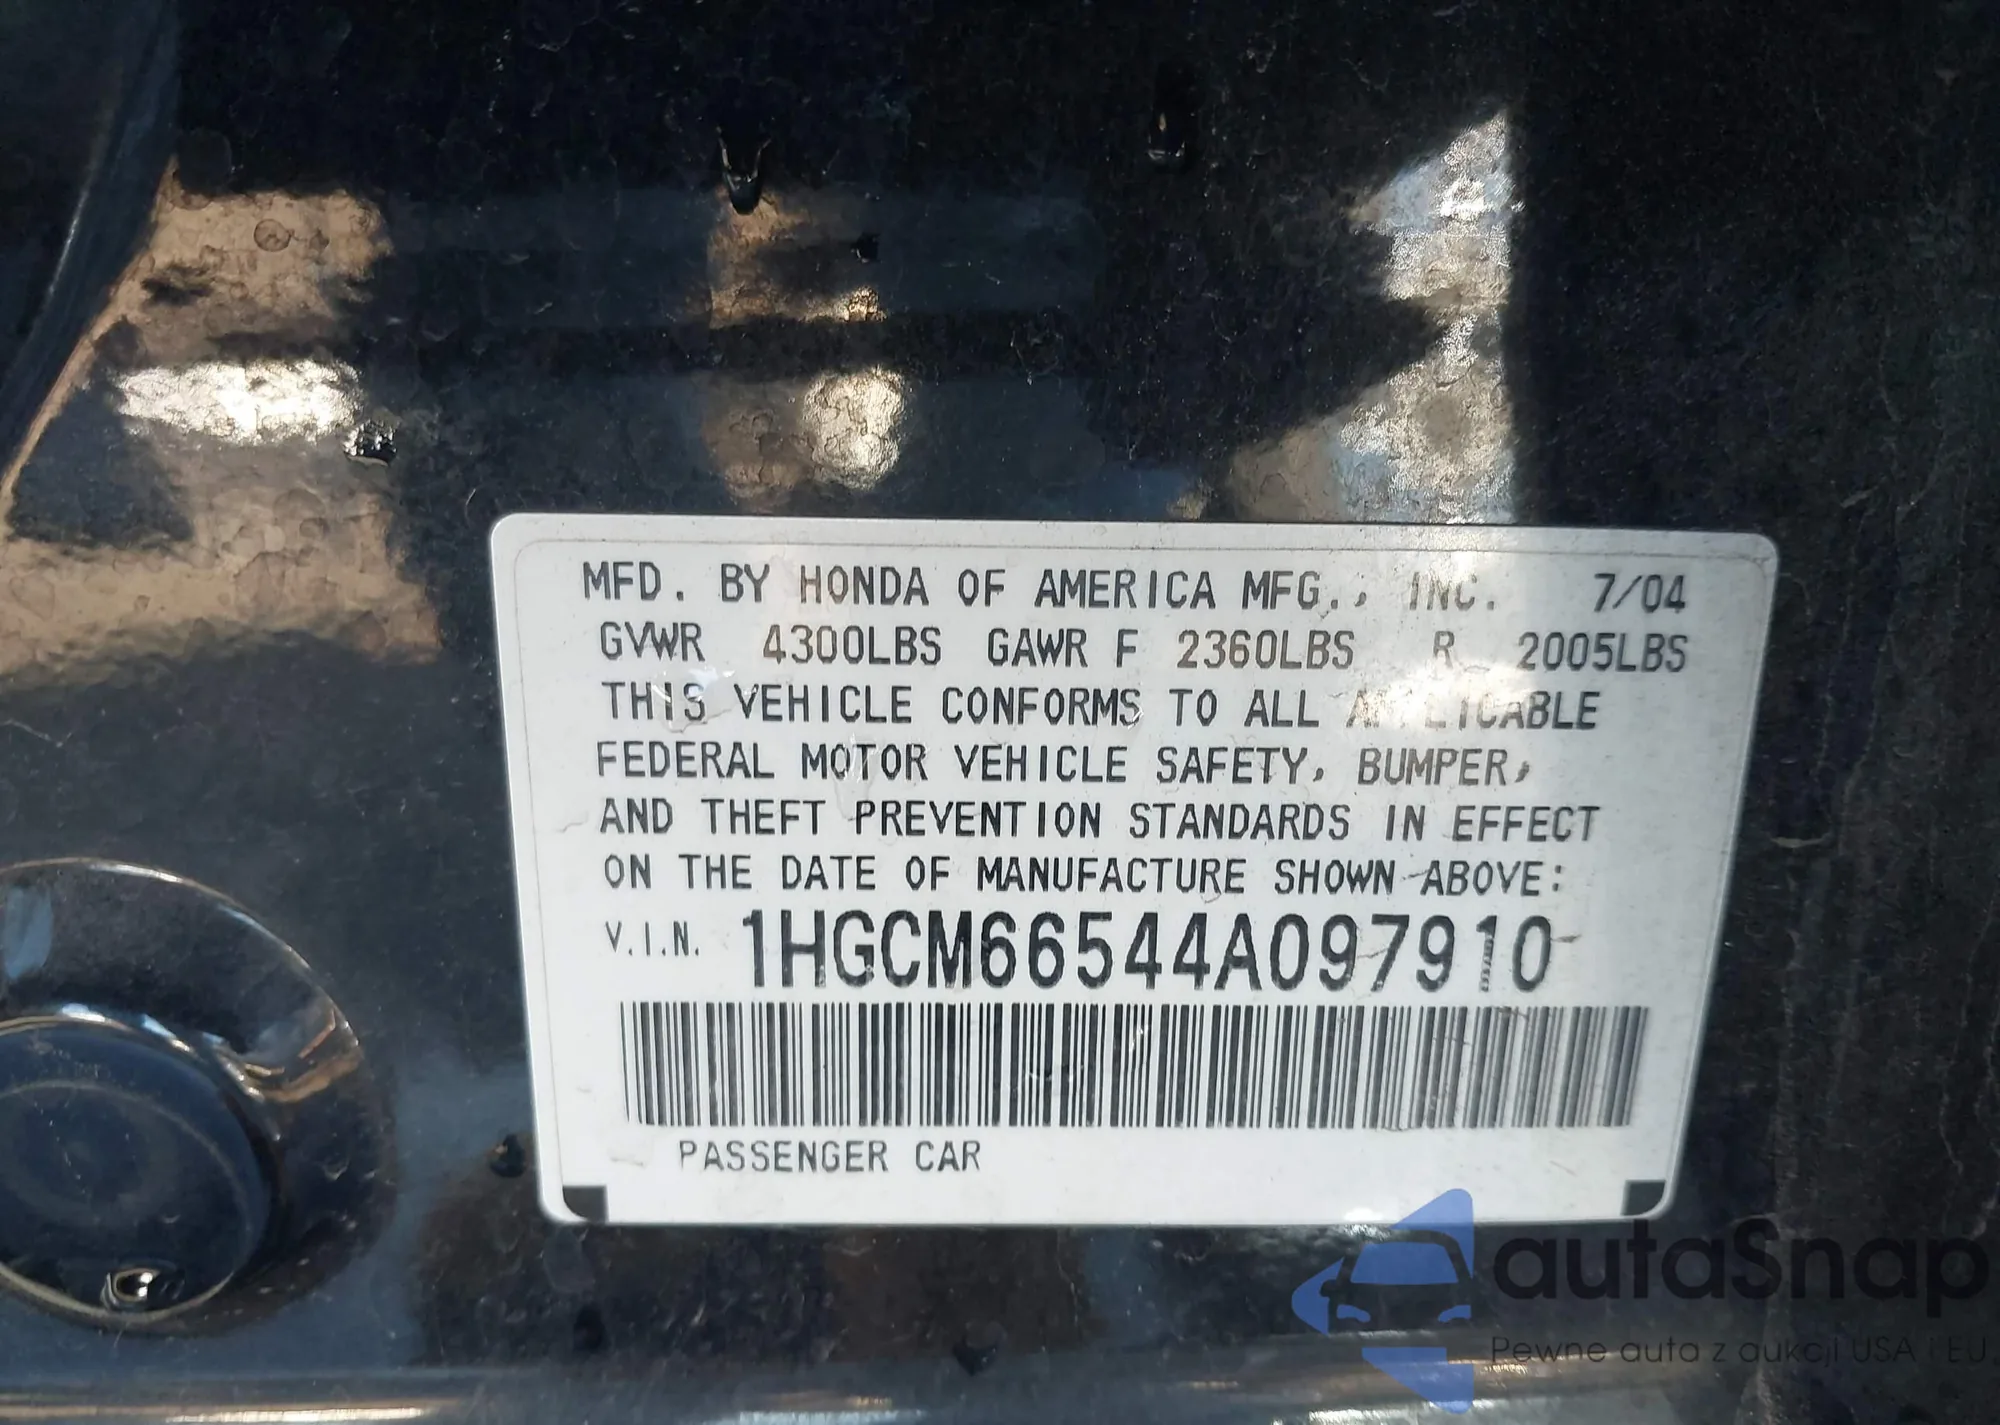 MFD. BY HONDA OF AMERICA MFG., INC. 7/04
GVWR 4300LBS GAWR F 2360LBS R 2005LBS
THIS VEHICLE CONFORMS TO ALL APPLICABLE
FEDERAL MOTOR VEHICLE SAFETY, BUMPER,
AND THEFT PREVENTION STANDARDS IN EFFECT
ON THE DATE OF MANUFACTURE SHOWN ABOVE:
V.I.N. 1HGCM66544A097910
PASSENGER CAR
autaSnap
Pewne auta z aukcji USA i EU